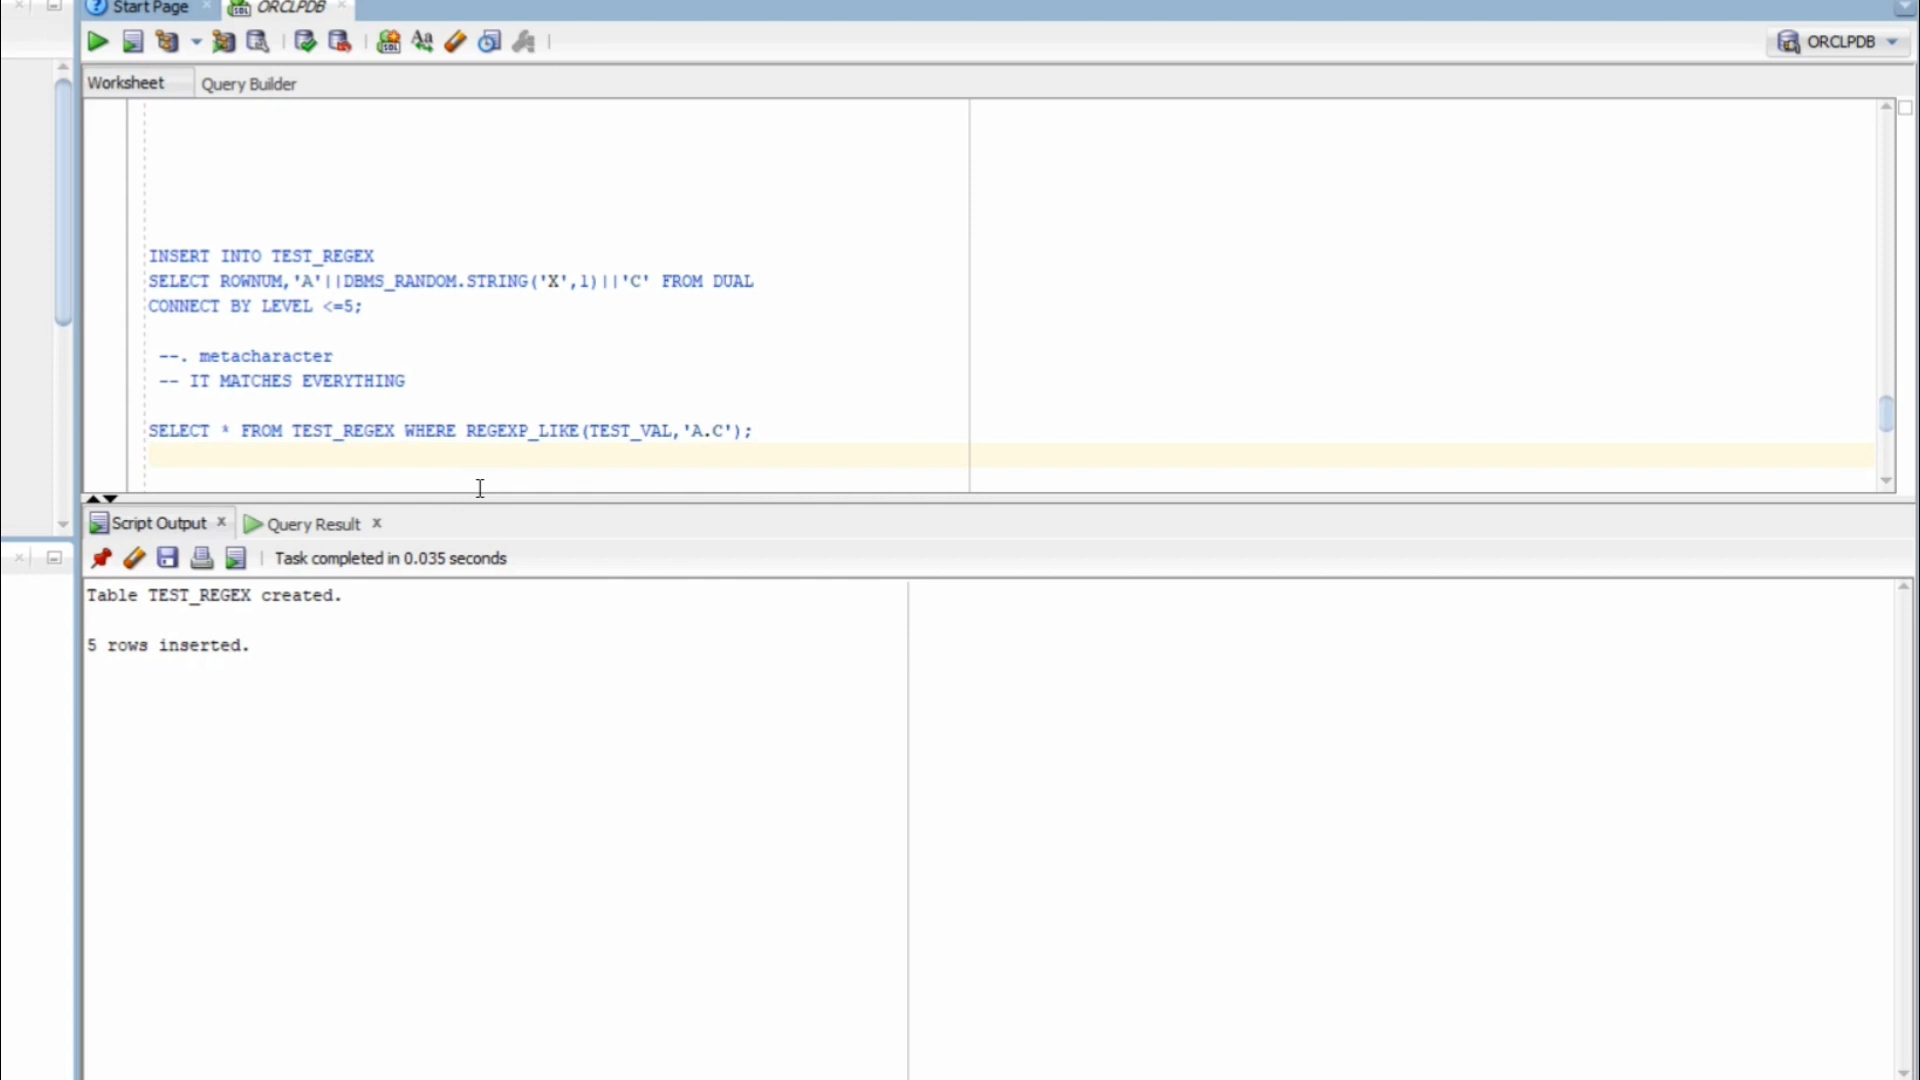 Start Page
ORCLPDB
ORCLPDB
Worksheet
Query Builder
INSERT INTO TEST_REGEX
SELECT ROWNUM,'A'||DBMS_RANDOM.STRING('X',1)||'C' FROM DUAL
CONNECT BY LEVEL <=5;
--. metacharacter
-- IT MATCHES EVERYTHING
SELECT * FROM TEST_REGEX WHERE REGEXP_LIKE(TEST_VAL,'A.C');
Script Output
Query Result
Task completed in 0.035 seconds
Table TEST_REGEX created.
5 rows inserted.